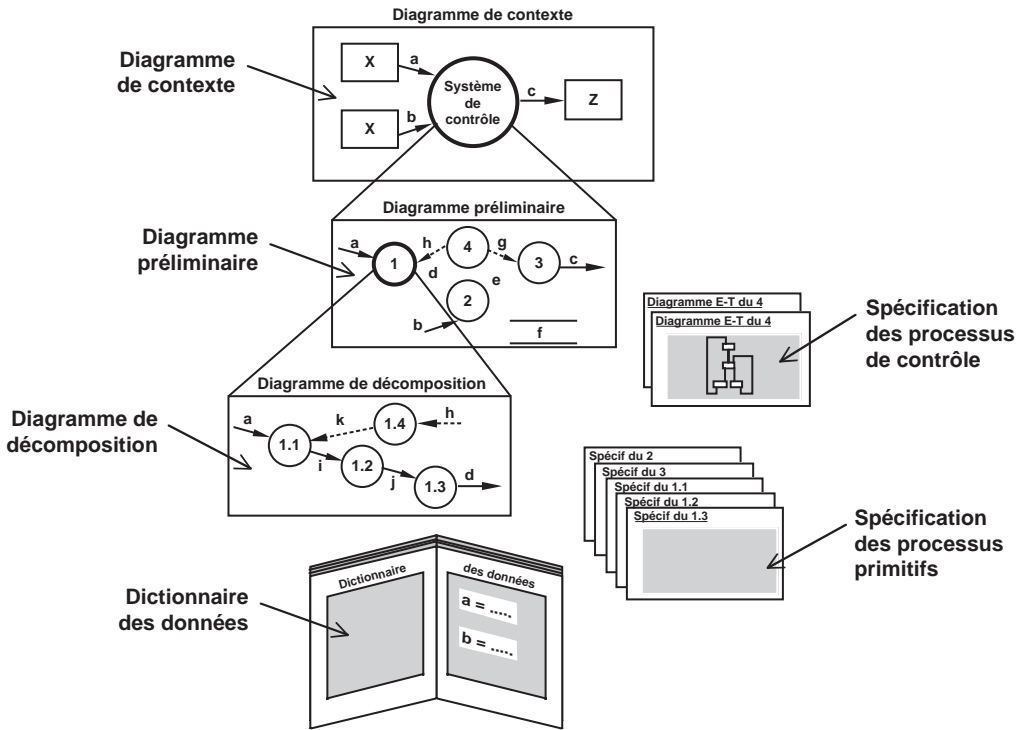 Diagramme de contexte
Diagramme
de contexte
X
a
Système
de
contrôle
c
Z
X
b
Diagramme préliminaire
Diagramme
préliminaire
a
1
h
4
g
3
c
d
e
2
b
f
Diagramme E-T du 4
Diagramme E-T du 4
Spécification
des processus
de contrôle
Diagramme de décomposition
Diagramme de
décomposition
a
k
1.4
h
1.1
i
1.2
j
1.3
d
Spécif du 2
Spécif du 3
Spécif du 1.1
Spécif du 1.2
Spécif du 1.3
Spécification
des processus
primitifs
Dictionnaire
des données
Dictionnaire
des données
a = .....
b = .....